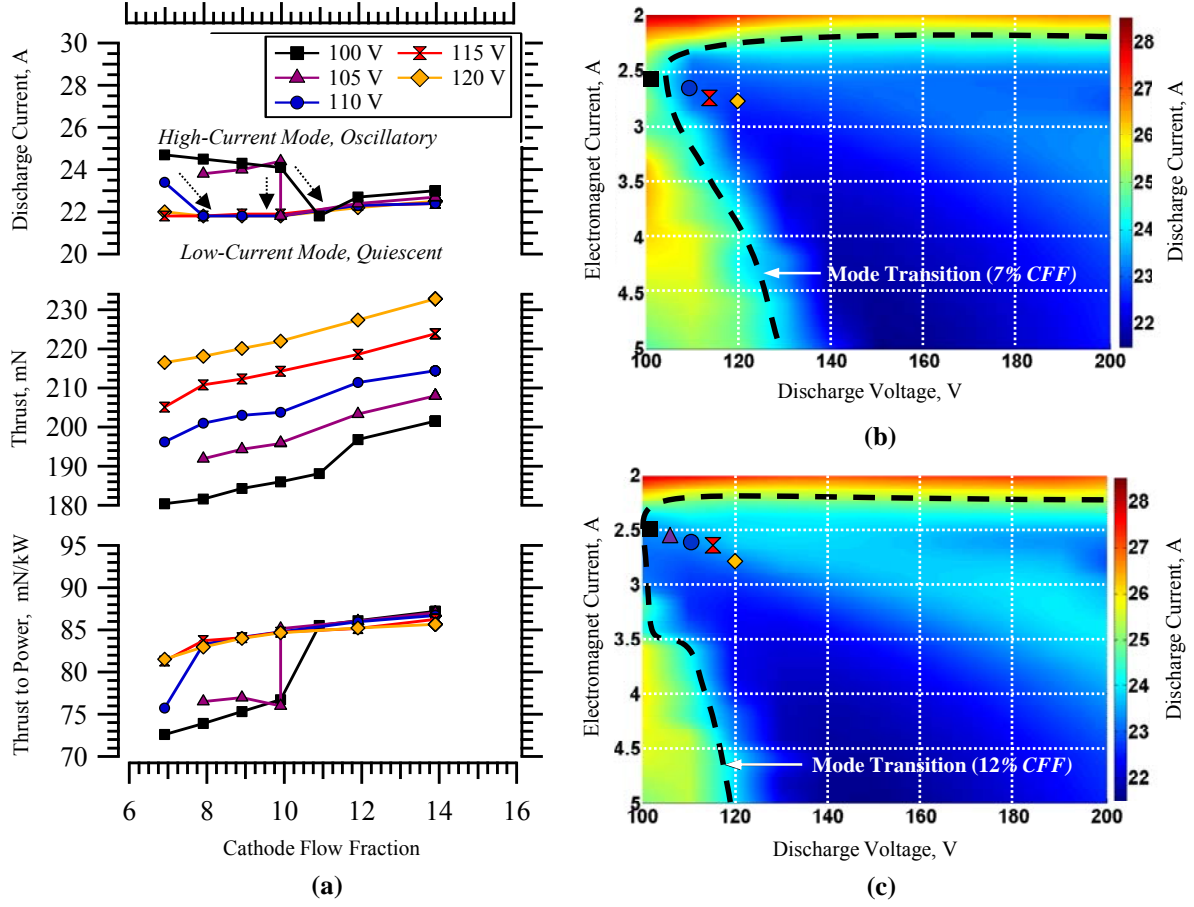 30
28
26
24
22
20
Discharge Current, A
100 V
115 V
105 V
120 V
110 V
High-Current Mode, Oscillatory
Low-Current Mode, Quiescent
230
220
210
200
190
180
Thrust, mN
95
90
85
80
75
70
Thrust to Power, mN/kW
6 8 10 12 14 16
Cathode Flow Fraction
(a)
2
2.5
3
3.5
4
4.5
5
Electromagnet Current, A
Mode Transition (7% CFF)
100 120 140 160 180 200
Discharge Voltage, V
28
27
26
25
24
23
22
Discharge Current, A
(b)
2
2.5
3
3.5
4
4.5
5
Electromagnet Current, A
Mode Transition (12% CFF)
100 120 140 160 180 200
Discharge Voltage, V
28
27
26
25
24
23
22
Discharge Current, A
(c)